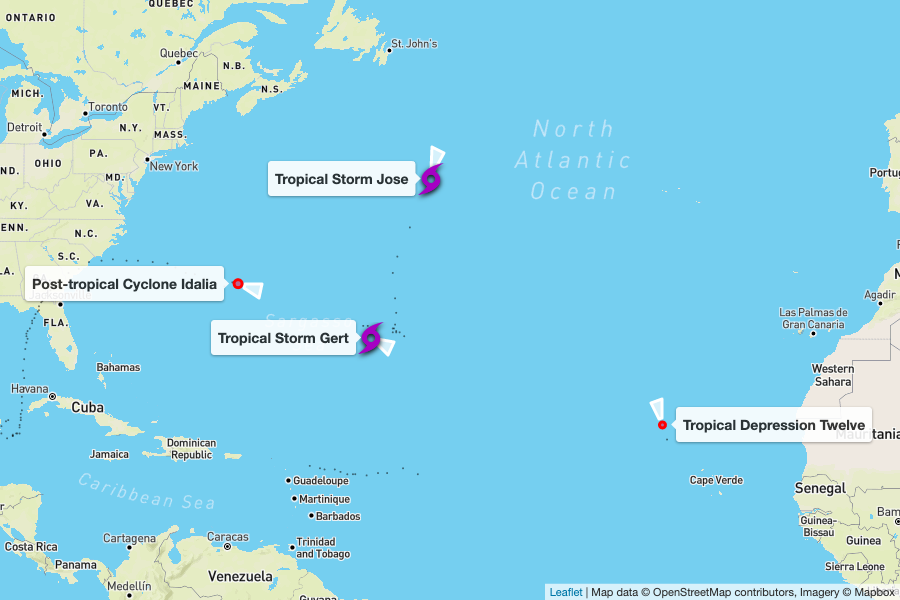 ONTARIO
QUEBEC
St. John's
Quebec
N.B.
MAINE
N.S.
MICH.
Toronto
VT.
Detroit
N.Y.
MASS.
North
Atlantic
Ocean
PA.
OHIO
New York
IND.
MD.
Portug
Tropical Storm Jose
KY.
VA.
N.C.
S.C.
Post-tropical Cyclone Idalia
Jacksonville
Agadir
Las Palmas de
Gran Canaria
FLA.
Tropical Storm Gert
Bahamas
Western
Sahara
Havana
Cuba
Tropical Depression Twelve
Mauritania
Dominican
Republic
Jamaica
Caribbean Sea
Guadeloupe
Martinique
Barbados
Cape Verde
Senegal
Bam
Guinea-
Bissau
Guinea
Costa Rica
Cartagena
Caracas
Trinidad
and Tobago
Panama
Sierra Leone
Medellín
Venezuela
Guyana
Leaflet | Map data © OpenStreetMap contributors, Imagery © Mapbox